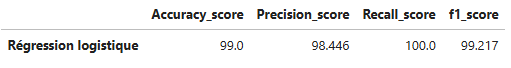 Accuracy_score Precision_score Recall_score f1_score
Régression logistique 99.0 98.446 100.0 99.217